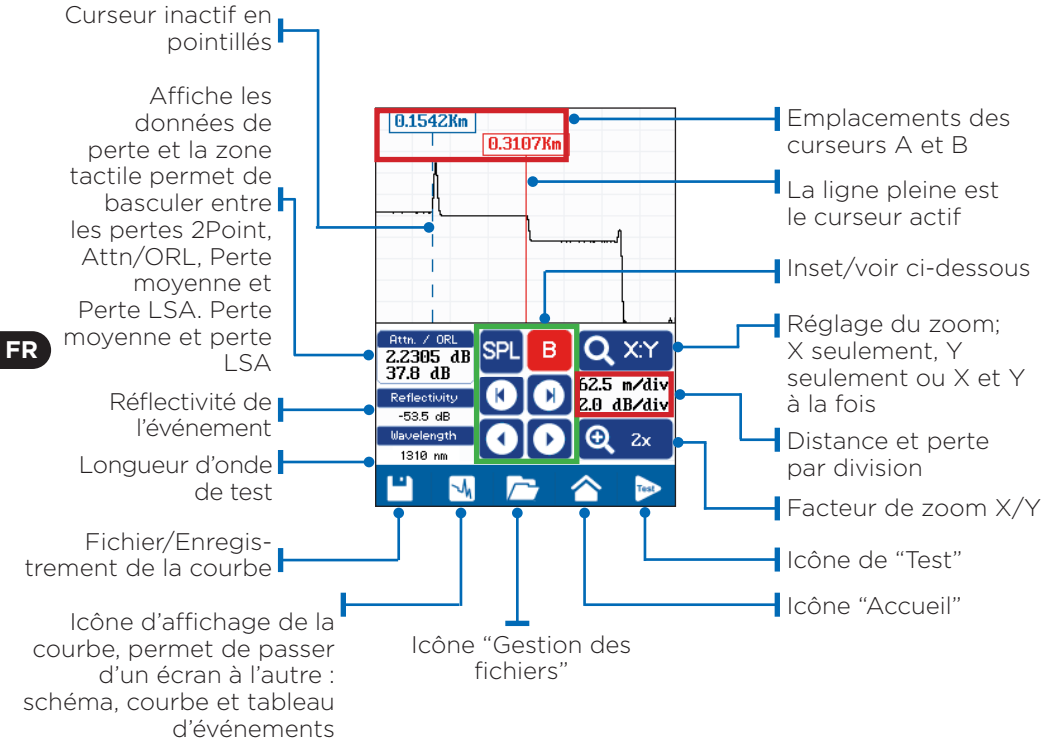 Curseur inactif en
pointillés
Affiche les
données de
perte et la zone
tactile permet de
basculer entre
les pertes 2Point,
Attn/ORL, Perte
moyenne et
Perte LSA. Perte
moyenne et perte
LSA
FR
Réflectivité de
l’événement
Longueur d’onde
de test
Fichier/Enregis-
trement de la courbe
Icône d’affichage de la
courbe, permet de passer
d’un écran à l’autre :
schéma, courbe et tableau
d’événements
0.1542Km
0.3107Km
Attn. / ORL
2.2305 dB
37.8 dB
Reflectivity
-53.5 dB
Wavelength
1310 nm
SPL
B
X:Y
62.5 m/div
2.0 dB/div
2x
Test
Icône “Gestion des
fichiers”
Emplacements des
curseurs A et B
La ligne pleine est
le curseur actif
Inset/voir ci-dessous
Réglage du zoom;
X seulement, Y
seulement ou X et Y
à la fois
Distance et perte
par division
Facteur de zoom X/Y
Icône de “Test”
Icône “Accueil”